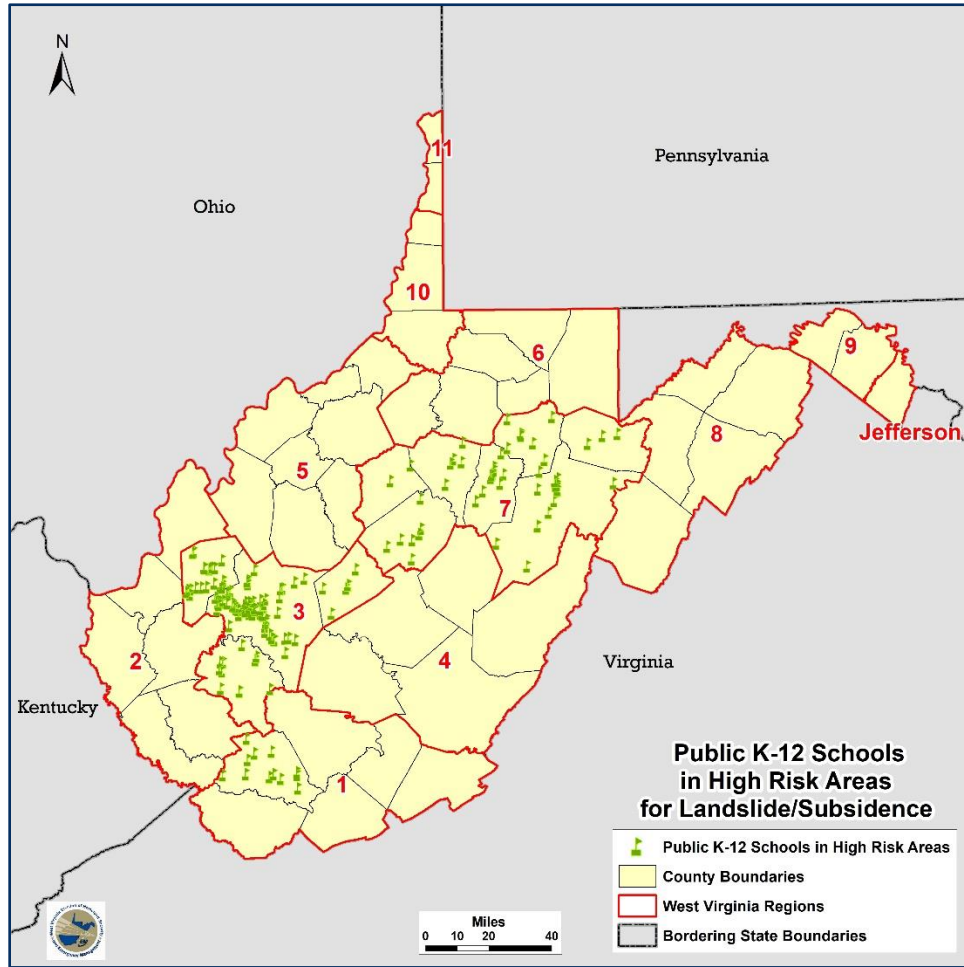 N
11
Pennsylvania
Ohio
10
6
9
8
Jefferson
5
7
3
2
4
Virginia
Kentucky
1
Public K-12 Schools
in High Risk Areas
for Landslide/Subsidence
Public K-12 Schools in High Risk Areas
County Boundaries
West Virginia Regions
Bordering State Boundaries
Miles
0 10 20 40